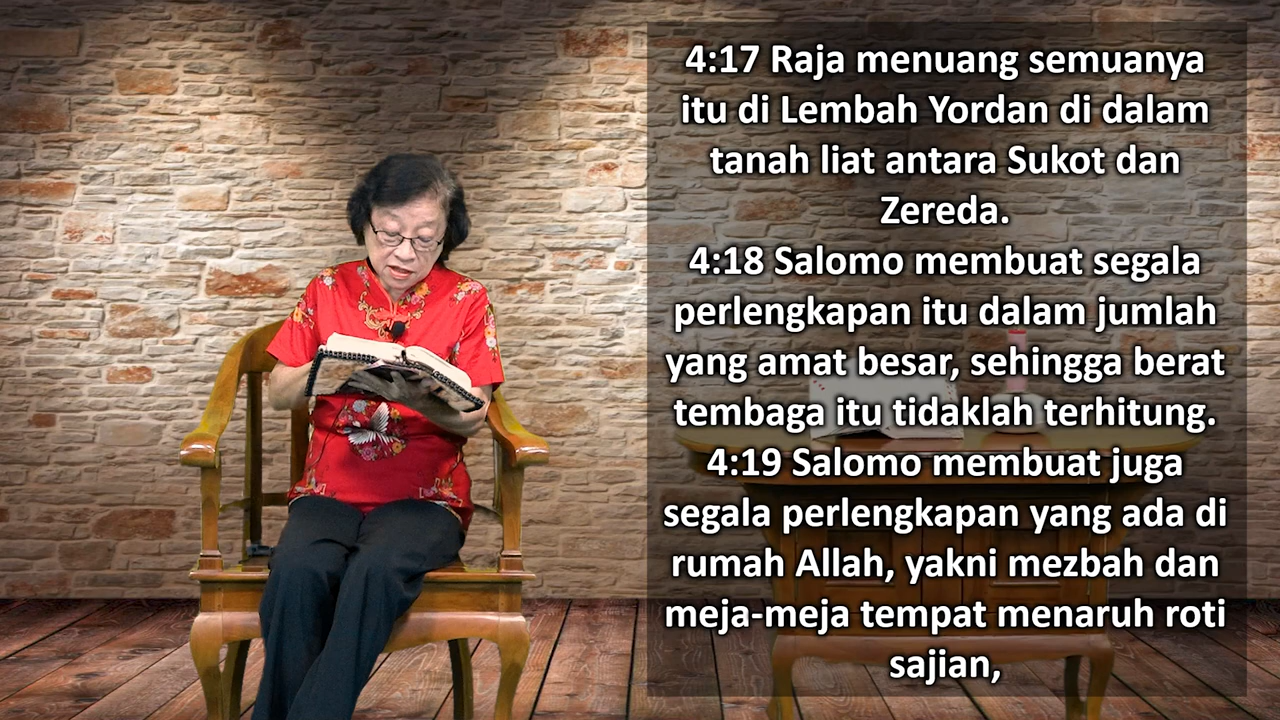 4:17 Raja menuang semuanya
itu di Lembah Yordan di dalam
tanah liat antara Sukot dan
Zereda.
4:18 Salomo membuat segala
perlengkapan itu dalam jumlah
yang amat besar, sehingga berat
tembaga itu tidaklah terhitung.
4:19 Salomo membuat juga
segala perlengkapan yang ada di
rumah Allah, yakni mezbah dan
meja-meja tempat menaruh roti
sajian,